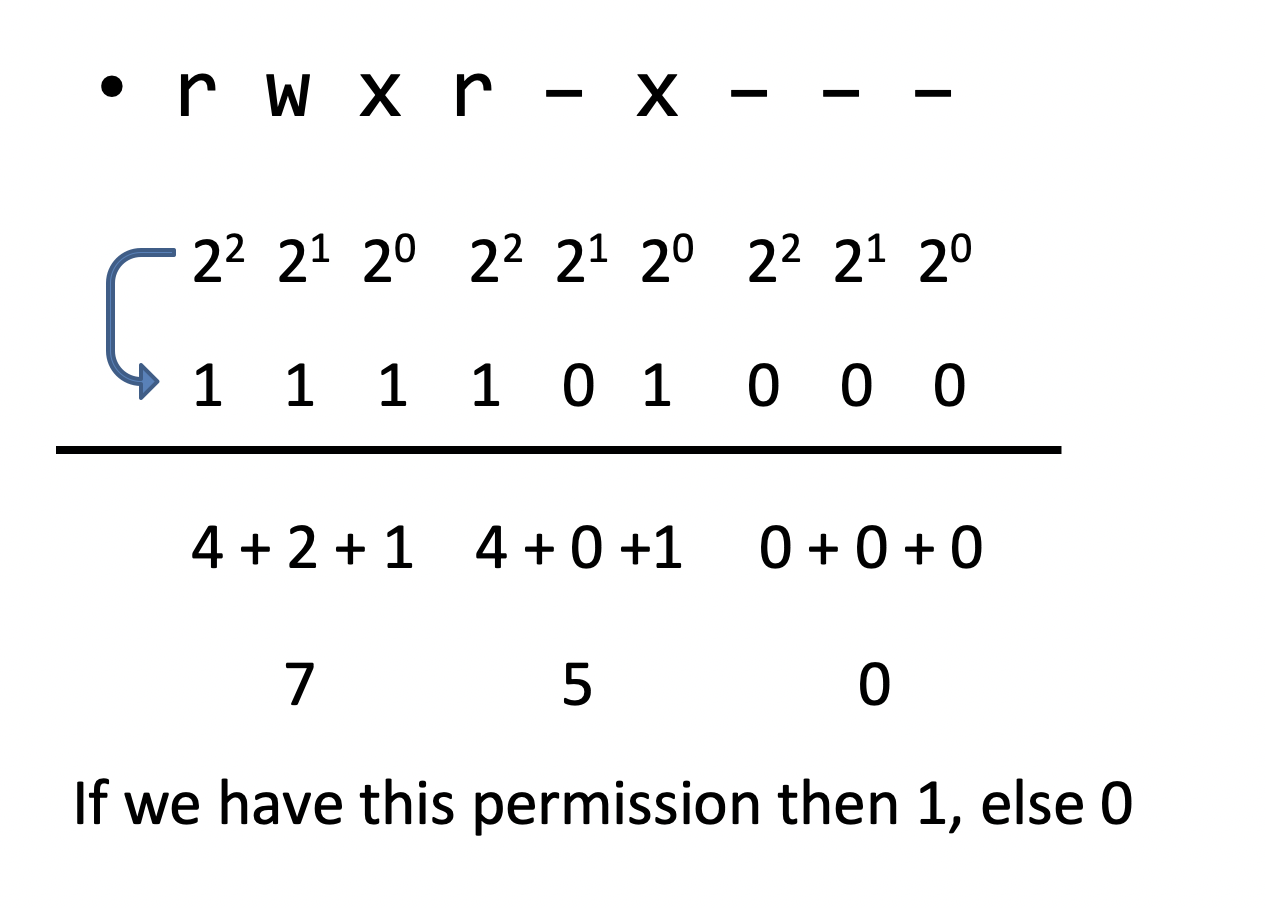 • r w x r – x – – –
2² 2¹ 2⁰ 2² 2¹ 2⁰ 2² 2¹ 2⁰
1 1 1 1 0 1 0 0 0
4 + 2 + 1 4 + 0 +1 0 + 0 + 0
7 5 0
If we have this permission then 1, else 0